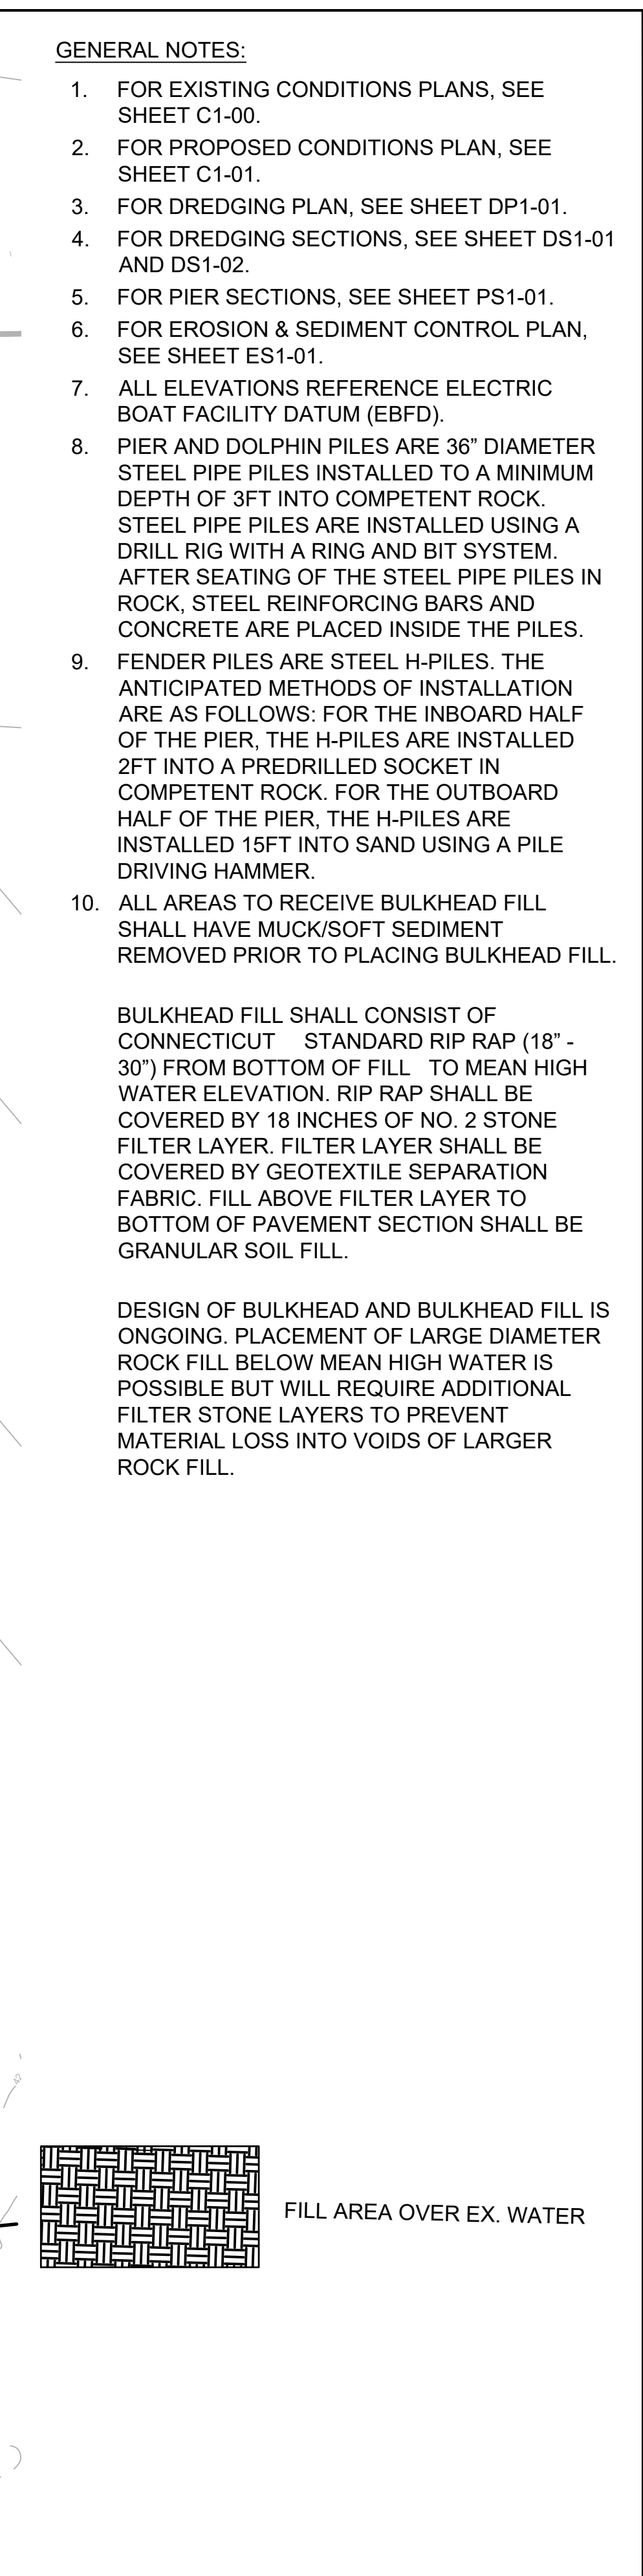 GENERAL NOTES:
1. FOR EXISTING CONDITIONS PLANS, SEE
SHEET C1-00.
2. FOR PROPOSED CONDITIONS PLAN, SEE
SHEET C1-01.
3. FOR DREDGING PLAN, SEE SHEET DP1-01.
4. FOR DREDGING SECTIONS, SEE SHEET DS1-01
AND DS1-02.
5. FOR PIER SECTIONS, SEE SHEET PS1-01.
6. FOR EROSION & SEDIMENT CONTROL PLAN,
SEE SHEET ES1-01.
7. ALL ELEVATIONS REFERENCE ELECTRIC
BOAT FACILITY DATUM (EBFD).
8. PIER AND DOLPHIN PILES ARE 36” DIAMETER
STEEL PIPE PILES INSTALLED TO A MINIMUM
DEPTH OF 3FT INTO COMPETENT ROCK.
STEEL PIPE PILES ARE INSTALLED USING A
DRILL RIG WITH A RING AND BIT SYSTEM.
AFTER SEATING OF THE STEEL PIPE PILES IN
ROCK, STEEL REINFORCING BARS AND
CONCRETE ARE PLACED INSIDE THE PILES.
9. FENDER PILES ARE STEEL H-PILES. THE
ANTICIPATED METHODS OF INSTALLATION
ARE AS FOLLOWS: FOR THE INBOARD HALF
OF THE PIER, THE H-PILES ARE INSTALLED
2FT INTO A PREDRILLED SOCKET IN
COMPETENT ROCK. FOR THE OUTBOARD
HALF OF THE PIER, THE H-PILES ARE
INSTALLED 15FT INTO SAND USING A PILE
DRIVING HAMMER.
10. ALL AREAS TO RECEIVE BULKHEAD FILL
SHALL HAVE MUCK/SOFT SEDIMENT
REMOVED PRIOR TO PLACING BULKHEAD FILL.
BULKHEAD FILL SHALL CONSIST OF
CONNECTICUT STANDARD RIP RAP (18” -
30”) FROM BOTTOM OF FILL TO MEAN HIGH
WATER ELEVATION. RIP RAP SHALL BE
COVERED BY 18 INCHES OF NO. 2 STONE
FILTER LAYER. FILTER LAYER SHALL BE
COVERED BY GEOTEXTILE SEPARATION
FABRIC. FILL ABOVE FILTER LAYER TO
BOTTOM OF PAVEMENT SECTION SHALL BE
GRANULAR SOIL FILL.
DESIGN OF BULKHEAD AND BULKHEAD FILL IS
ONGOING. PLACEMENT OF LARGE DIAMETER
ROCK FILL BELOW MEAN HIGH WATER IS
POSSIBLE BUT WILL REQUIRE ADDITIONAL
FILTER STONE LAYERS TO PREVENT
MATERIAL LOSS INTO VOIDS OF LARGER
ROCK FILL.
42
FILL AREA OVER EX. WATER